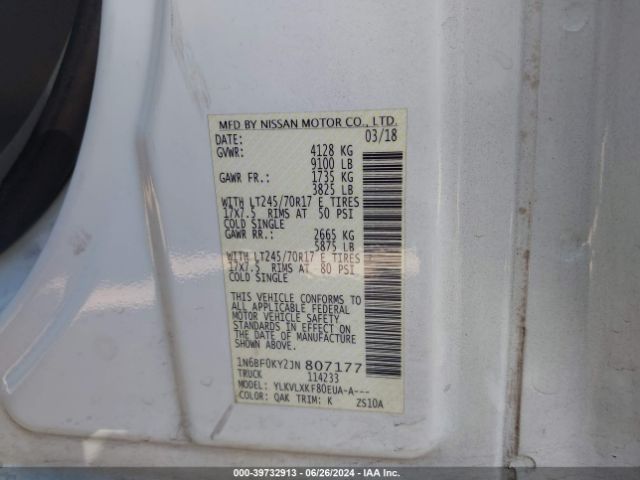 MFD BY NISSAN MOTOR CO., LTD.
DATE: 03/18
GVWR: 4128 KG
9100 LB
GAWR FR.: 1735 KG
3825 LB
WITH LT245/70R17 E TIRES
17X7.5 RIMS AT 50 PSI
COLD SINGLE
GAWR RR.: 2665 KG
5875 LB
WITH LT245/70R17 E TIRES
17X7.5 RIMS AT 80 PSI
COLD SINGLE
THIS VEHICLE CONFORMS TO
ALL APPLICABLE FEDERAL
MOTOR VEHICLE SAFETY
STANDARDS IN EFFECT ON
THE DATE OF MANUFACTURE
SHOWN ABOVE.
1N6BF0KY2JN 807177
TRUCK 114233
MODEL: YLKVLXKF80EUA-A---
COLOR: QAK TRIM: K ZS10A
000-39732913 - 06/26/2024 - IAA Inc.